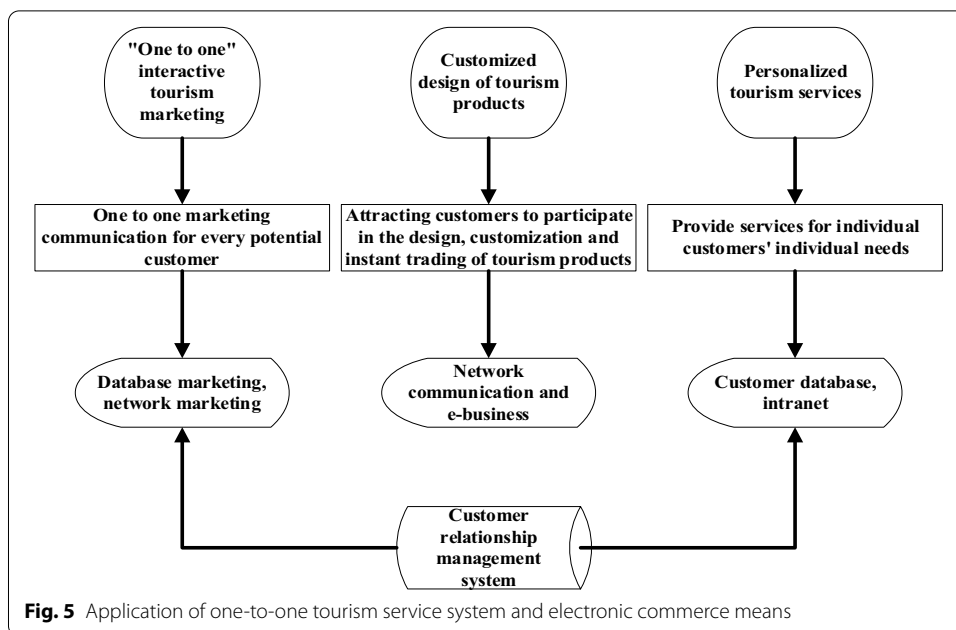 "One to one"
interactive
tourism
marketing
Customized
design of tourism
products
Personalized
tourism services
One to one marketing
communication for every potential
customer
Attracting customers to participate
in the design, customization and
instant trading of tourism products
Provide services for individual
customers' individual needs
Database marketing,
network marketing
Network
communication and
e-business
Customer database,
intranet
Customer
relationship
management
system
Fig. 5 Application of one-to-one tourism service system and electronic commerce means